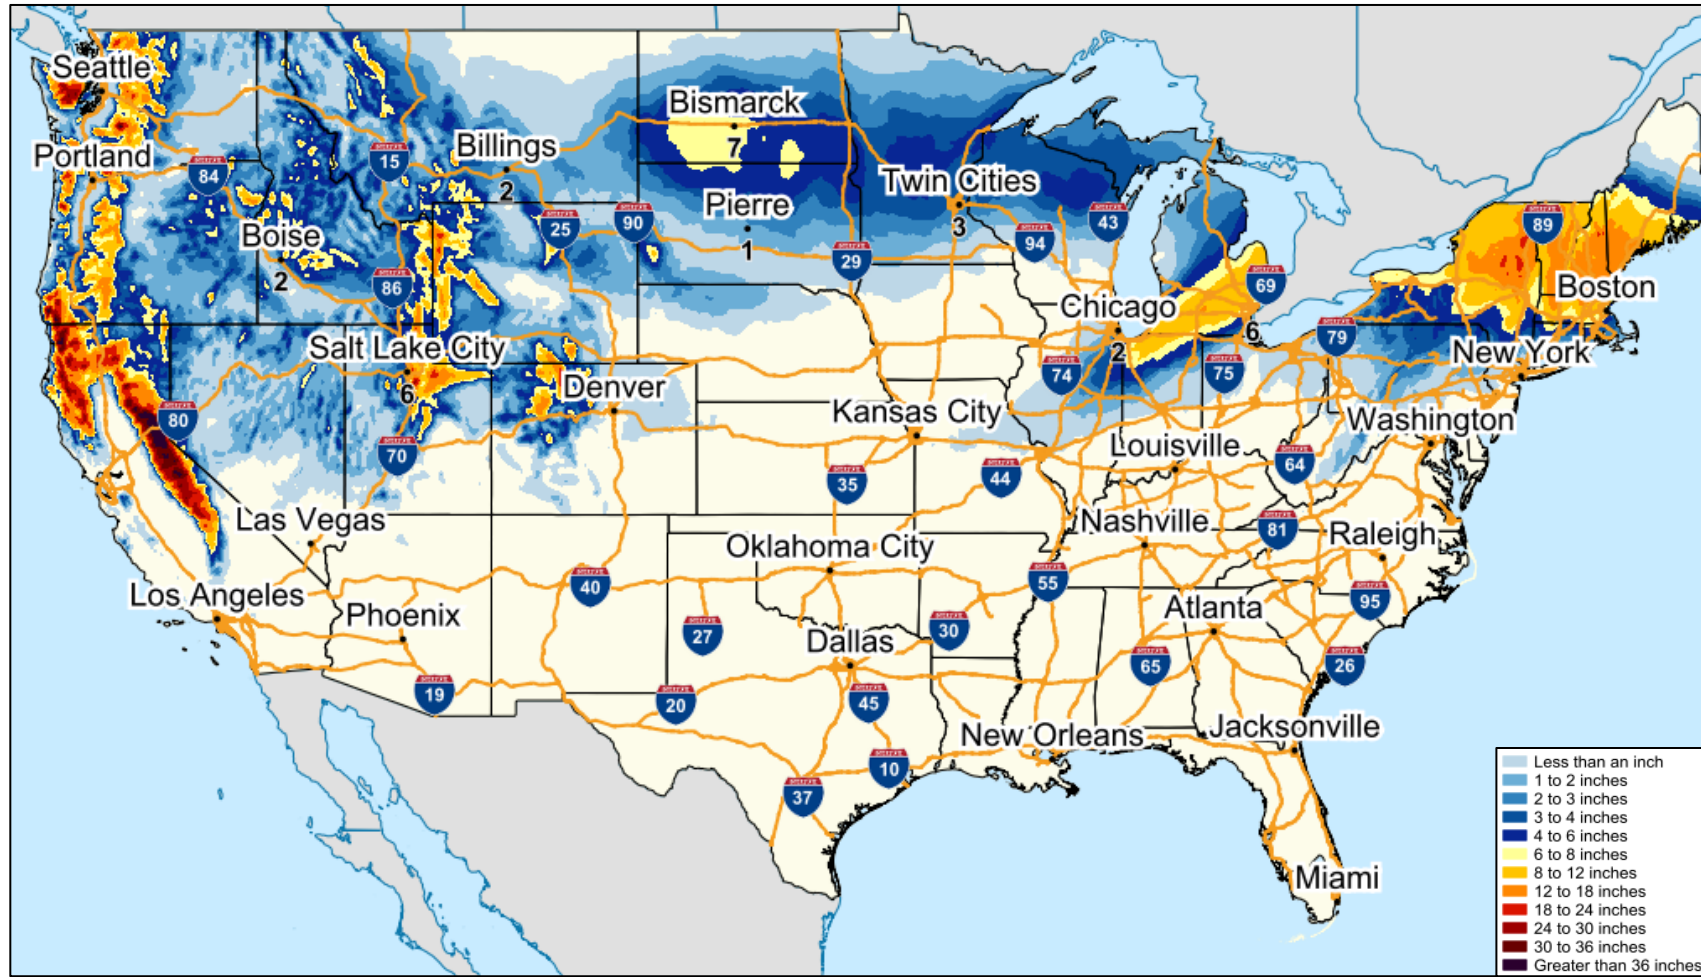 Seattle
Portland
84
15
Billings
2
Bismarck
7
Pierre
1
25
90
Boise
2
86
29
Twin Cities
3
94
43
69
89
Boston
Chicago
2
6
79
New York
74
75
Salt Lake City
6
Denver
80
70
Kansas City
35
44
Louisville
Washington
64
Las Vegas
Oklahoma City
Nashville
81
Raleigh
Los Angeles
Phoenix
40
27
Dallas
30
55
Atlanta
95
65
26
19
20
45
New Orleans
Jacksonville
10
37
Miami
Less than an inch
1 to 2 inches
2 to 3 inches
3 to 4 inches
4 to 6 inches
6 to 8 inches
8 to 12 inches
12 to 18 inches
18 to 24 inches
24 to 30 inches
30 to 36 inches
Greater than 36 inches